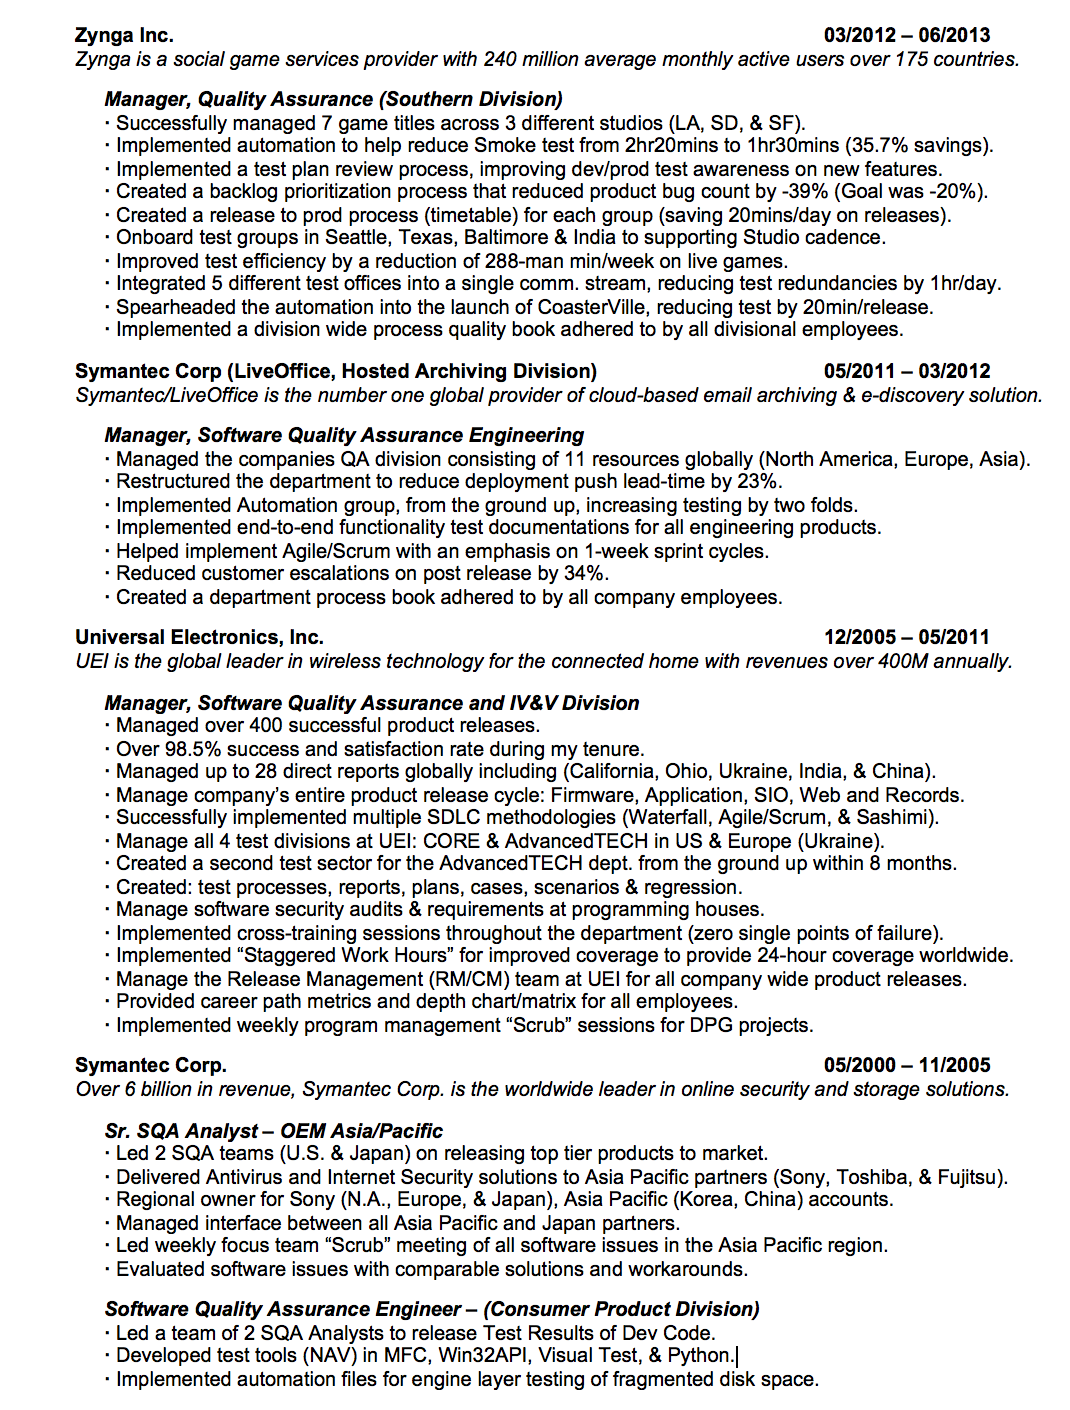 Zynga Inc. 03/2012 – 06/2013
Zynga is a social game services provider with 240 million average monthly active users over 175 countries.
Manager, Quality Assurance (Southern Division)
· Successfully managed 7 game titles across 3 different studios (LA, SD, & SF).
· Implemented automation to help reduce Smoke test from 2hr20mins to 1hr30mins (35.7% savings).
· Implemented a test plan review process, improving dev/prod test awareness on new features.
· Created a backlog prioritization process that reduced product bug count by -39% (Goal was -20%).
· Created a release to prod process (timetable) for each group (saving 20mins/day on releases).
· Onboard test groups in Seattle, Texas, Baltimore & India to supporting Studio cadence.
· Improved test efficiency by a reduction of 288-man min/week on live games.
· Integrated 5 different test offices into a single comm. stream, reducing test redundancies by 1hr/day.
· Spearheaded the automation into the launch of CoasterVille, reducing test by 20min/release.
· Implemented a division wide process quality book adhered to by all divisional employees.
Symantec Corp (LiveOffice, Hosted Archiving Division) 05/2011 – 03/2012
Symantec/LiveOffice is the number one global provider of cloud-based email archiving & e-discovery solution.
Manager, Software Quality Assurance Engineering
· Managed the companies QA division consisting of 11 resources globally (North America, Europe, Asia).
· Restructured the department to reduce deployment push lead-time by 23%.
· Implemented Automation group, from the ground up, increasing testing by two folds.
· Implemented end-to-end functionality test documentations for all engineering products.
· Helped implement Agile/Scrum with an emphasis on 1-week sprint cycles.
· Reduced customer escalations on post release by 34%.
· Created a department process book adhered to by all company employees.
Universal Electronics, Inc. 12/2005 – 05/2011
UEI is the global leader in wireless technology for the connected home with revenues over 400M annually.
Manager, Software Quality Assurance and IV&V Division
· Managed over 400 successful product releases.
· Over 98.5% success and satisfaction rate during my tenure.
· Managed up to 28 direct reports globally including (California, Ohio, Ukraine, India, & China).
· Manage company’s entire product release cycle: Firmware, Application, SIO, Web and Records.
· Successfully implemented multiple SDLC methodologies (Waterfall, Agile/Scrum, & Sashimi).
· Manage all 4 test divisions at UEI: CORE & AdvancedTECH in US & Europe (Ukraine).
· Created a second test sector for the AdvancedTECH dept. from the ground up within 8 months.
· Created: test processes, reports, plans, cases, scenarios & regression.
· Manage software security audits & requirements at programming houses.
· Implemented cross-training sessions throughout the department (zero single points of failure).
· Implemented “Staggered Work Hours” for improved coverage to provide 24-hour coverage worldwide.
· Manage the Release Management (RM/CM) team at UEI for all company wide product releases.
· Provided career path metrics and depth chart/matrix for all employees.
· Implemented weekly program management “Scrub” sessions for DPG projects.
Symantec Corp. 05/2000 – 11/2005
Over 6 billion in revenue, Symantec Corp. is the worldwide leader in online security and storage solutions.
Sr. SQA Analyst – OEM Asia/Pacific
· Led 2 SQA teams (U.S. & Japan) on releasing top tier products to market.
· Delivered Antivirus and Internet Security solutions to Asia Pacific partners (Sony, Toshiba, & Fujitsu).
· Regional owner for Sony (N.A., Europe, & Japan), Asia Pacific (Korea, China) accounts.
· Managed interface between all Asia Pacific and Japan partners.
· Led weekly focus team “Scrub” meeting of all software issues in the Asia Pacific region.
· Evaluated software issues with comparable solutions and workarounds.
Software Quality Assurance Engineer – (Consumer Product Division)
· Led a team of 2 SQA Analysts to release Test Results of Dev Code.
· Developed test tools (NAV) in MFC, Win32API, Visual Test, & Python.
· Implemented automation files for engine layer testing of fragmented disk space.